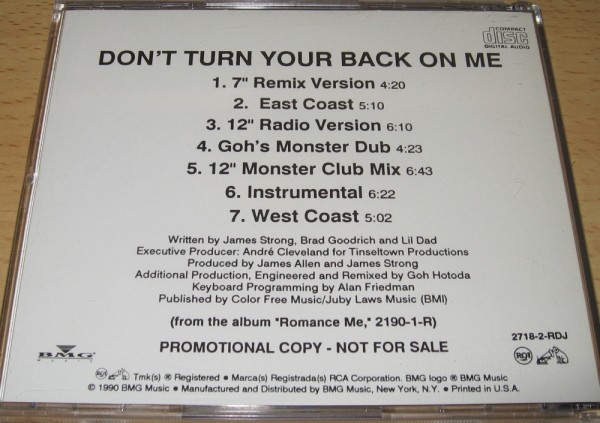 COMPACT
disc
DIGITAL AUDIO
DON'T TURN YOUR BACK ON ME
1. 7" Remix Version 4:20
2. East Coast 5:10
3. 12" Radio Version 6:10
4. Goh's Monster Dub 4:23
5. 12" Monster Club Mix 6:43
6. Instrumental 6:22
7. West Coast 5:02
Written by James Strong, Brad Goodrich and Lil Dad
Executive Producer: André Cleveland for Tinseltown Productions
Produced by James Allen and James Strong
Additional Production, Engineered and Remixed by Goh Hotoda
Keyboard Programming by Alan Friedman
Published by Color Free Music/Juby Laws Music (BMI)
(from the album "Romance Me," 2190-1-R)
2718-2-RDJ
PROMOTIONAL COPY - NOT FOR SALE
BMG
MUSIC
RCA
Tmk(s) ® Registered • Marca(s) Registrada(s) RCA Corporation. BMG logo ® BMG Music
© 1990 BMG Music • Manufactured and Distributed by BMG Music, New York, N.Y. • Printed in U.S.A.